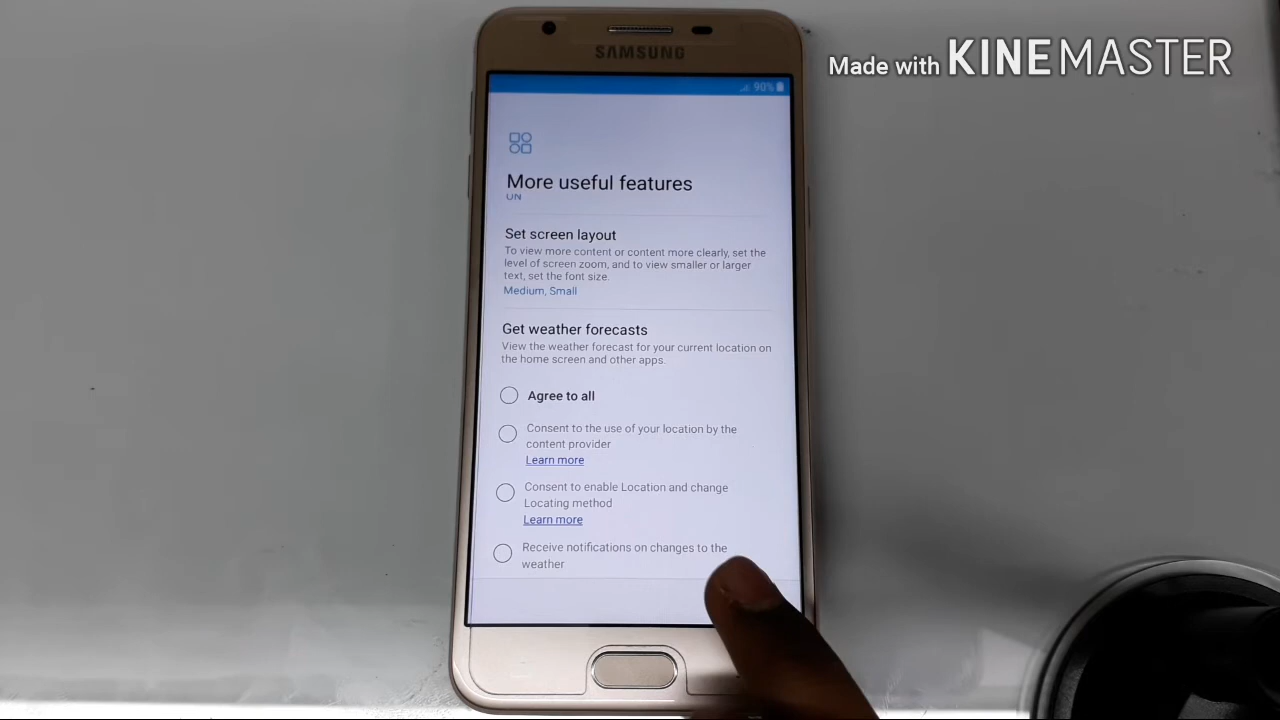 Made with KINEMASTER
SAMSUNG
90%
More useful features
ON
Set screen layout
To view more content or content more clearly, set the
level of screen zoom, and to view smaller or larger
text, set the font size.
Medium, Small
Get weather forecasts
View the weather forecast for your current location on
the home screen and other apps.
Agree to all
Consent to the use of your location by the
content provider
Learn more
Consent to enable Location and change
Locating method
Learn more
Receive notifications on changes to the
weather